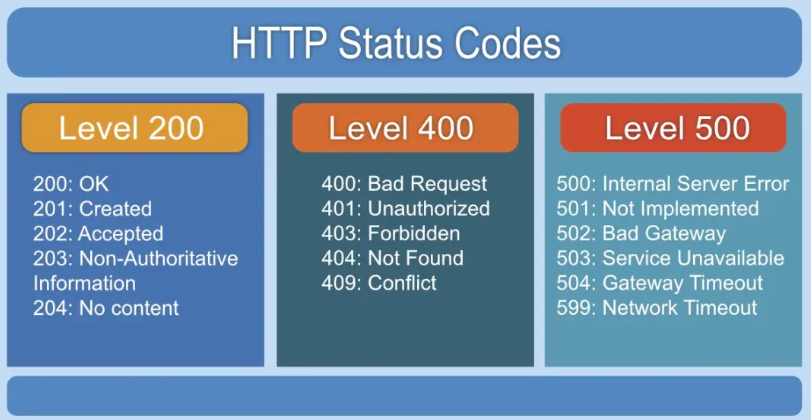 HTTP Status Codes
Level 200
200: OK
201: Created
202: Accepted
203: Non-Authoritative
Information
204: No content
Level 400
400: Bad Request
401: Unauthorized
403: Forbidden
404: Not Found
409: Conflict
Level 500
500: Internal Server Error
501: Not Implemented
502: Bad Gateway
503: Service Unavailable
504: Gateway Timeout
599: Network Timeout